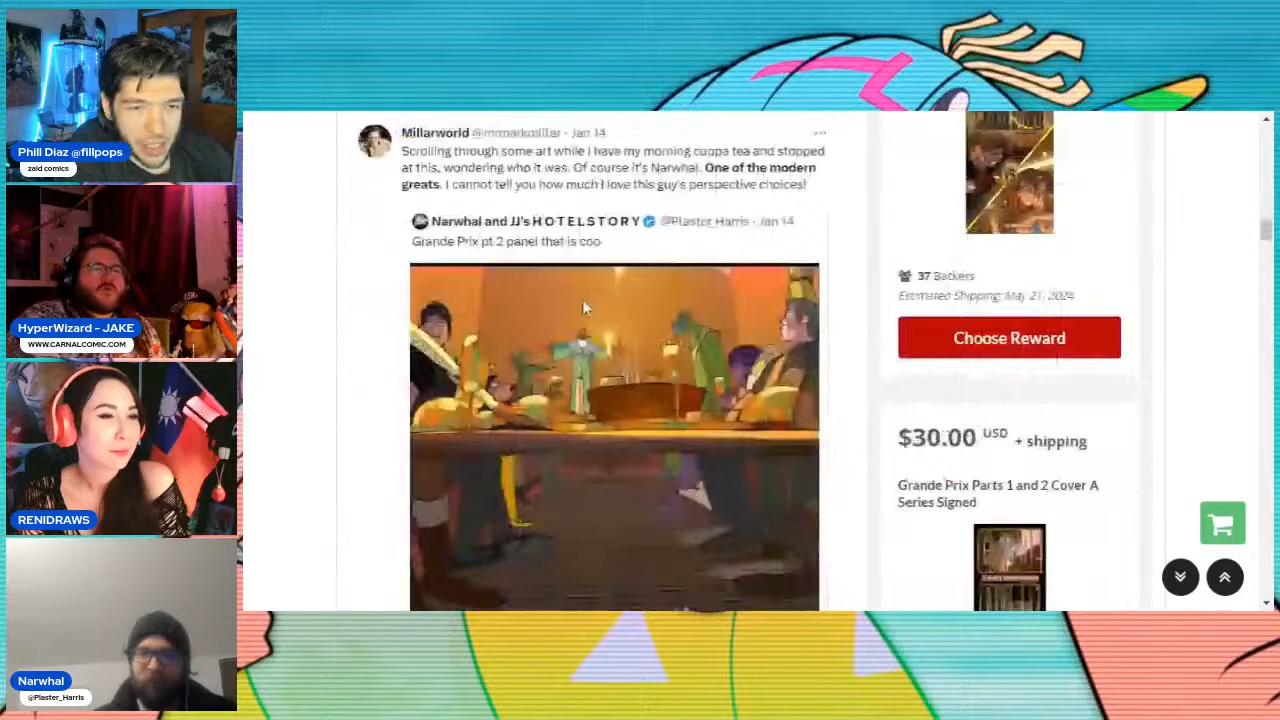 Phill Diaz @fillpops
zaid comics
HyperWizard - JAKE
WWW.CARNALCOMIC.COM
RENIDRAWS
Narwhal
@Plaster_Harris
Millarworld @mrmarkmillar · Jan 14
Scrolling through some art while I have my morning cuppa tea and stopped
at this, wondering who it was. Of course it's Narwhal. One of the modern
greats. I cannot tell you how much I love this guy's perspective choices!
Narwhal and JJ's H O T E L S T O R Y @Plaster_Harris · Jan 14
Grande Prix pt 2 panel that is coo
37 Backers
Estimated Shipping: May 21, 2024
Choose Reward
$30.00 USD + shipping
Grande Prix Parts 1 and 2 Cover A
Series Signed